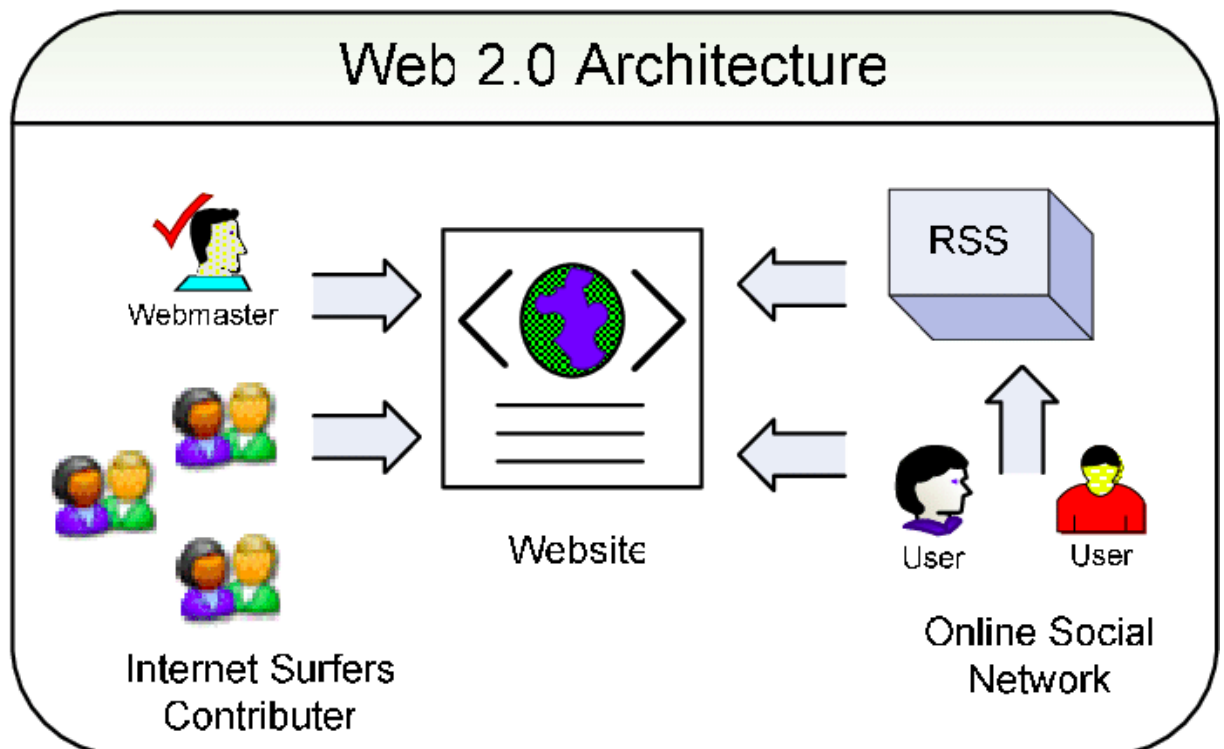 Web 2.0 Architecture
Webmaster
RSS
Website
User
User
Internet Surfers
Contributer
Online Social
Network